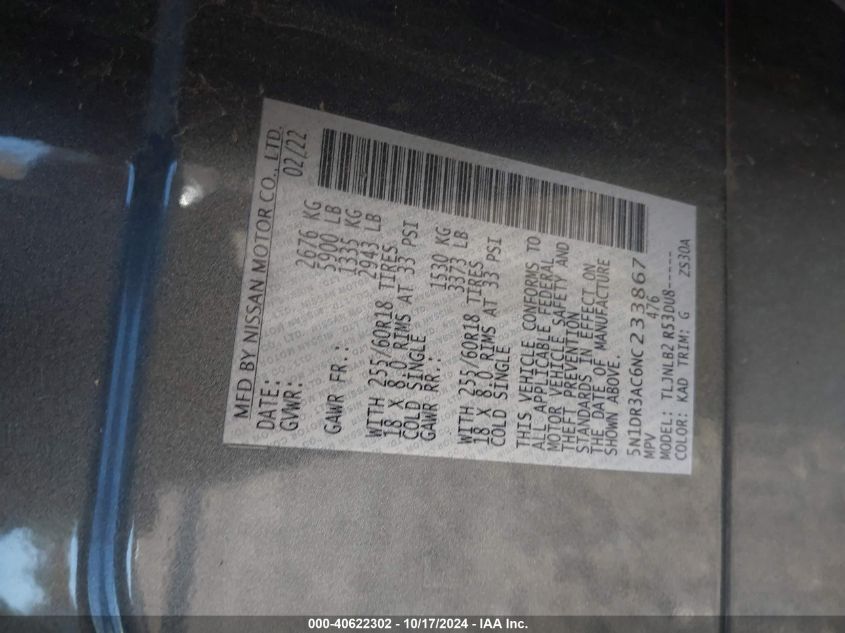 MFD BY NISSAN MOTOR CO., LTD.
DATE: 02/22
GVWR: 2676 KG
5900 LB
GAWR FR.: 1335 KG
2943 LB
WITH 255/60R18 TIRES
18 X 8.0 RIMS AT 33 PSI
COLD SINGLE
GAWR RR.: 1530 KG
3373 LB
WITH 255/60R18 TIRES
18 X 8.0 RIMS AT 33 PSI
COLD SINGLE
THIS VEHICLE CONFORMS TO
ALL APPLICABLE FEDERAL
MOTOR VEHICLE SAFETY AND
THEFT PREVENTION
STANDARDS IN EFFECT ON
THE DATE OF MANUFACTURE
SHOWN ABOVE.
5N1DR3AC6NC233867
MPV 476
MODEL: TLJNLB2 R53DU8-----
COLOR: KAD TRIM: G ZS30A
000-40622302 - 10/17/2024 - IAA Inc.